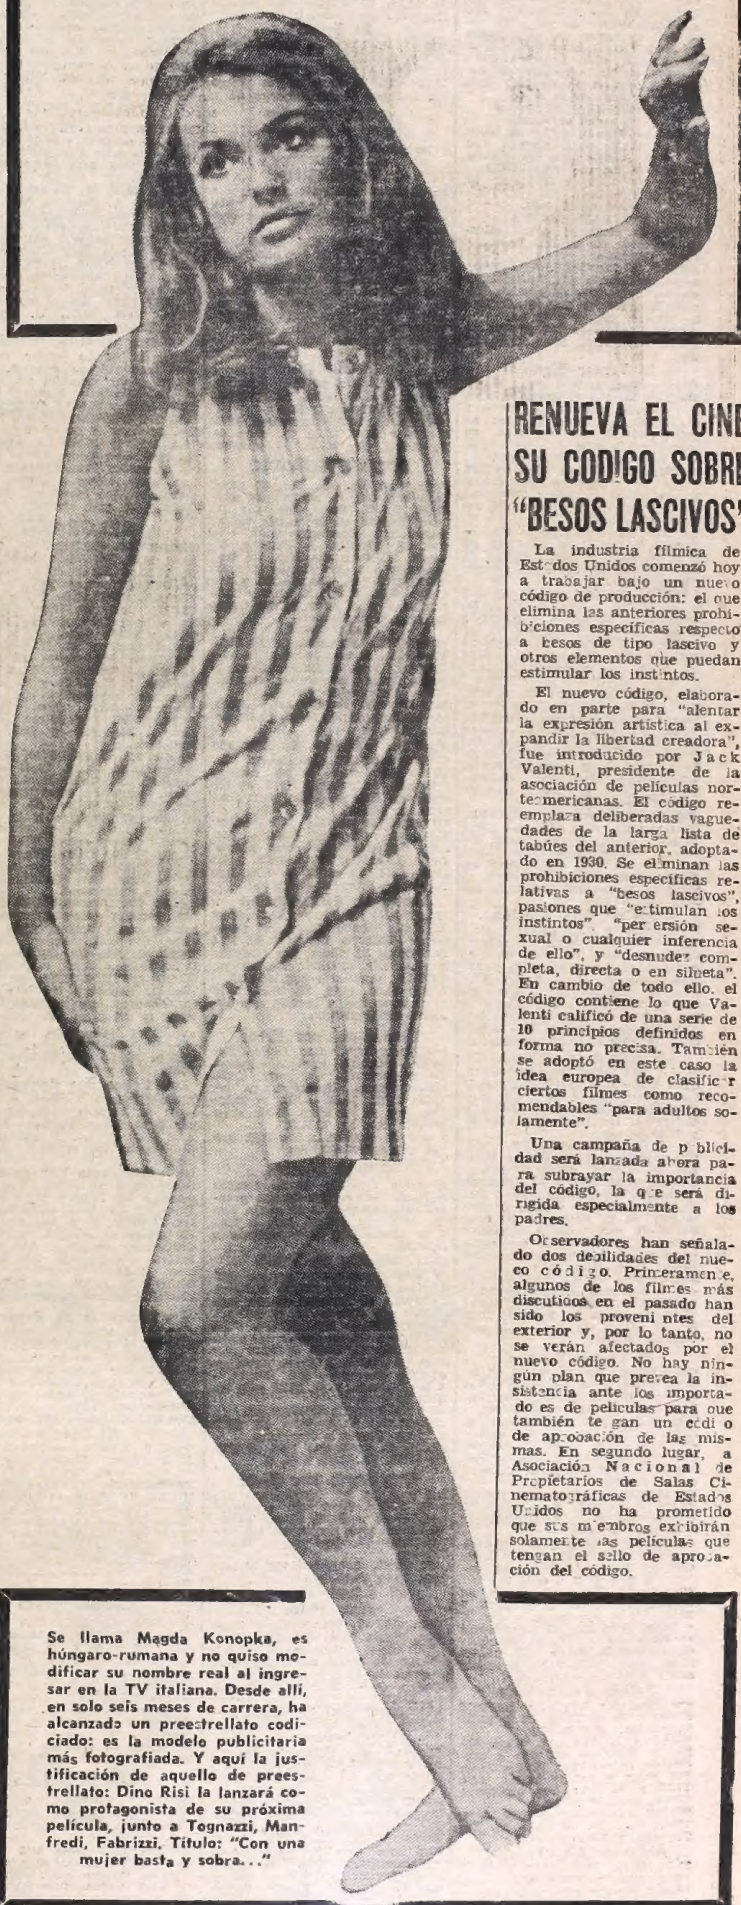 RENUEVA EL CINE
SU CODIGO SOBRE
"BESOS LASCIVOS"
La industria fílmica de
Estados Unidos comenzó hoy
a trabajar bajo un nuevo
código de producción: el que
elimina las anteriores prohi-
biciones específicas respecto
a besos de tipo lascivo y
otros elementos que puedan
estimular los instintos.
El nuevo código, elabora-
do en parte para "alentar
la expresión artística al ex-
pandir la libertad creadora",
fue introducido por Jack
Valenti, presidente de la
asociación de películas nor-
teamericanas. El código re-
emplaza deliberadas vague-
dades de la larga lista de
tabúes del anterior, adopta-
do en 1930. Se eliminan las
prohibiciones específicas re-
lativas a "besos lascivos",
pasiones que "estimulan los
instintos", "perversión se-
xual o cualquier inferencia
de ello", y "desnudez com-
pleta, directa o en silueta".
En cambio de todo ello, el
código contiene lo que Va-
lenti calificó de una serie de
10 principios definidos en
forma no precisa. También
se adoptó en este caso la
idea europea de clasificar
ciertos filmes como reco-
mendables "para adultos so-
lamente".
Una campaña de publici-
dad será lanzada ahora pa-
ra subrayar la importancia
del código, la que será di-
rigida especialmente a los
padres.
Observadores han señala-
do dos debilidades del nue-
co código. Primeramente,
algunos de los filmes más
discutidos en el pasado han
sido los provenientes del
exterior y, por lo tanto, no
se verán afectados por el
nuevo código. No hay nin-
gún plan que prevea la in-
sistencia ante los importa-
dores de películas para que
también tengan un
de aprobación de las mis-
mas. En segundo lugar, a
Asociación Nacional de
Propietarios de Salas Ci-
nematográficas de Estados
Unidos no ha prometido
que sus miembros exhibirán
solamente las películas que
tengan el sello de aproba-
ción del código.
Se llama Magda Konopka, es
húngaro-rumana y no quiso mo-
dificar su nombre real al ingre-
sar en la TV italiana. Desde allí,
en solo seis meses de carrera, ha
alcanzado un preestrellato codi-
ciado: es la modelo publicitaria
más fotografiada. Y aquí la jus-
tificación de aquello de prees-
trellato: Dino Risi la lanzará co-
mo protagonista de su próxima
película, junto a Tognazzi, Man-
fredi, Fabrizzi. Título: "Con una
mujer basta y sobra..."